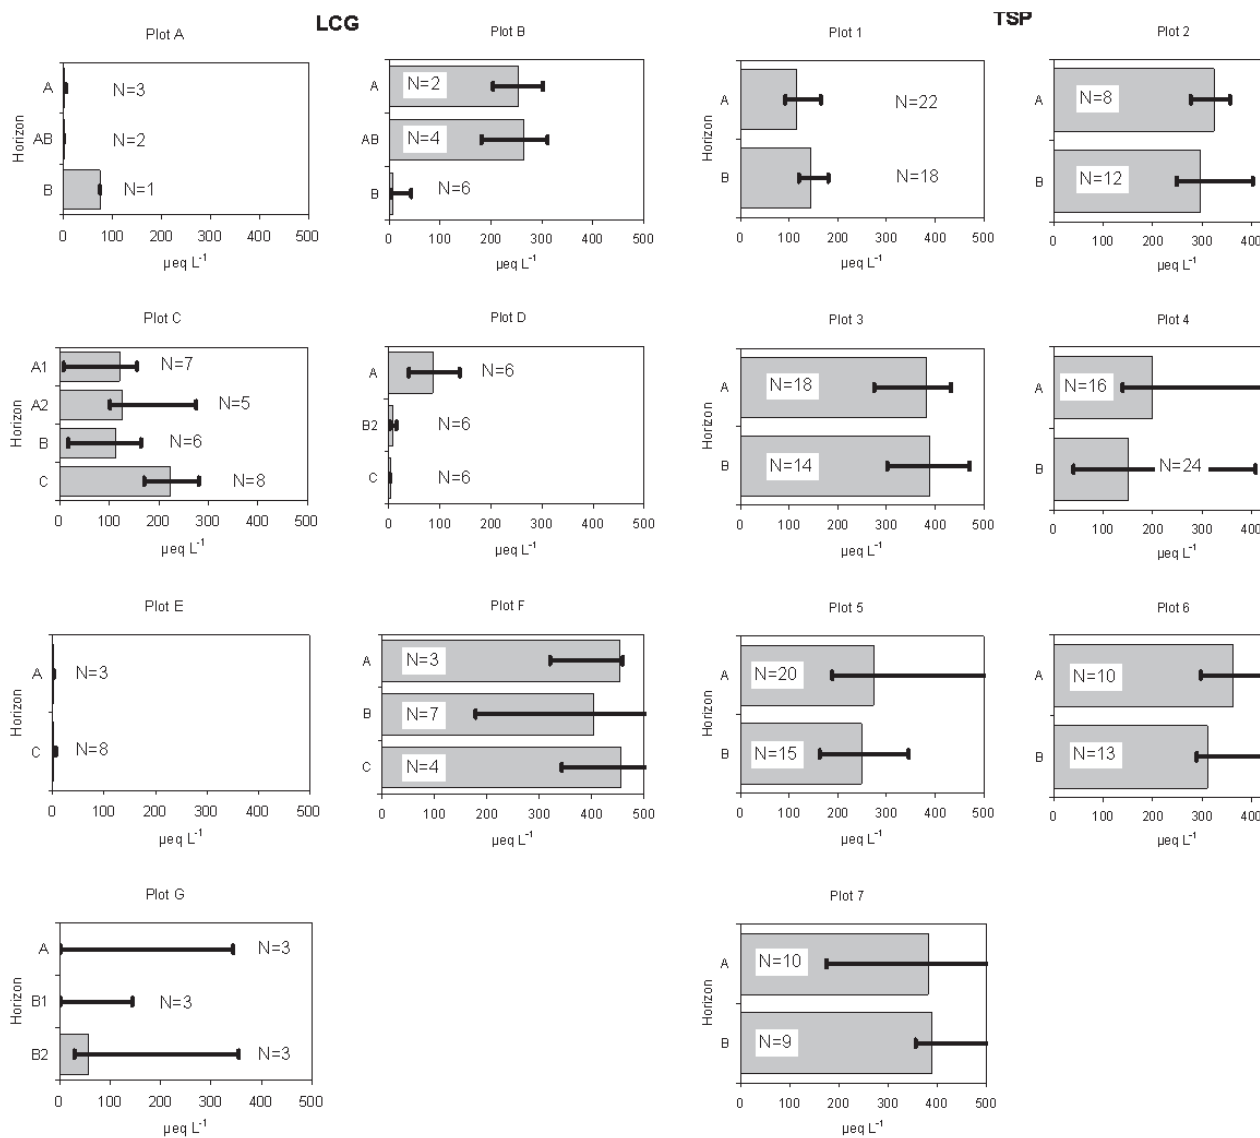 LCG
TSP
Plot A
A
N=3
AB
N=2
B
N=1
Horizon
0 100 200 300 400 500
µeq L⁻¹
Plot B
A
N=2
AB
N=4
B
N=6
0 100 200 300 400 500
µeq L⁻¹
Plot 1
A
N=22
B
N=18
Horizon
0 100 200 300 400 500
µeq L⁻¹
Plot 2
A
N=8
B
N=12
0 100 200 300 400
µeq L⁻¹
Plot C
A1
N=7
A2
N=5
B
N=6
C
N=8
Horizon
0 100 200 300 400 500
µeq L⁻¹
Plot D
A
N=6
B2
N=6
C
N=6
0 100 200 300 400 500
µeq L⁻¹
Plot 3
A
N=18
B
N=14
Horizon
0 100 200 300 400 500
µeq L⁻¹
Plot 4
A
N=16
B
N=24
0 100 200 300 400
µeq L⁻¹
Plot E
A
N=3
C
N=8
Horizon
0 100 200 300 400 500
µeq L⁻¹
Plot F
A
N=3
B
N=7
C
N=4
0 100 200 300 400 500
µeq L⁻¹
Plot 5
A
N=20
B
N=15
Horizon
0 100 200 300 400 500
µeq L⁻¹
Plot 6
A
N=10
B
N=13
0 100 200 300 400
µeq L⁻¹
Plot G
A
N=3
B1
N=3
B2
N=3
Horizon
0 100 200 300 400 500
µeq L⁻¹
Plot 7
A
N=10
B
N=9
Horizon
0 100 200 300 400 500
µeq L⁻¹